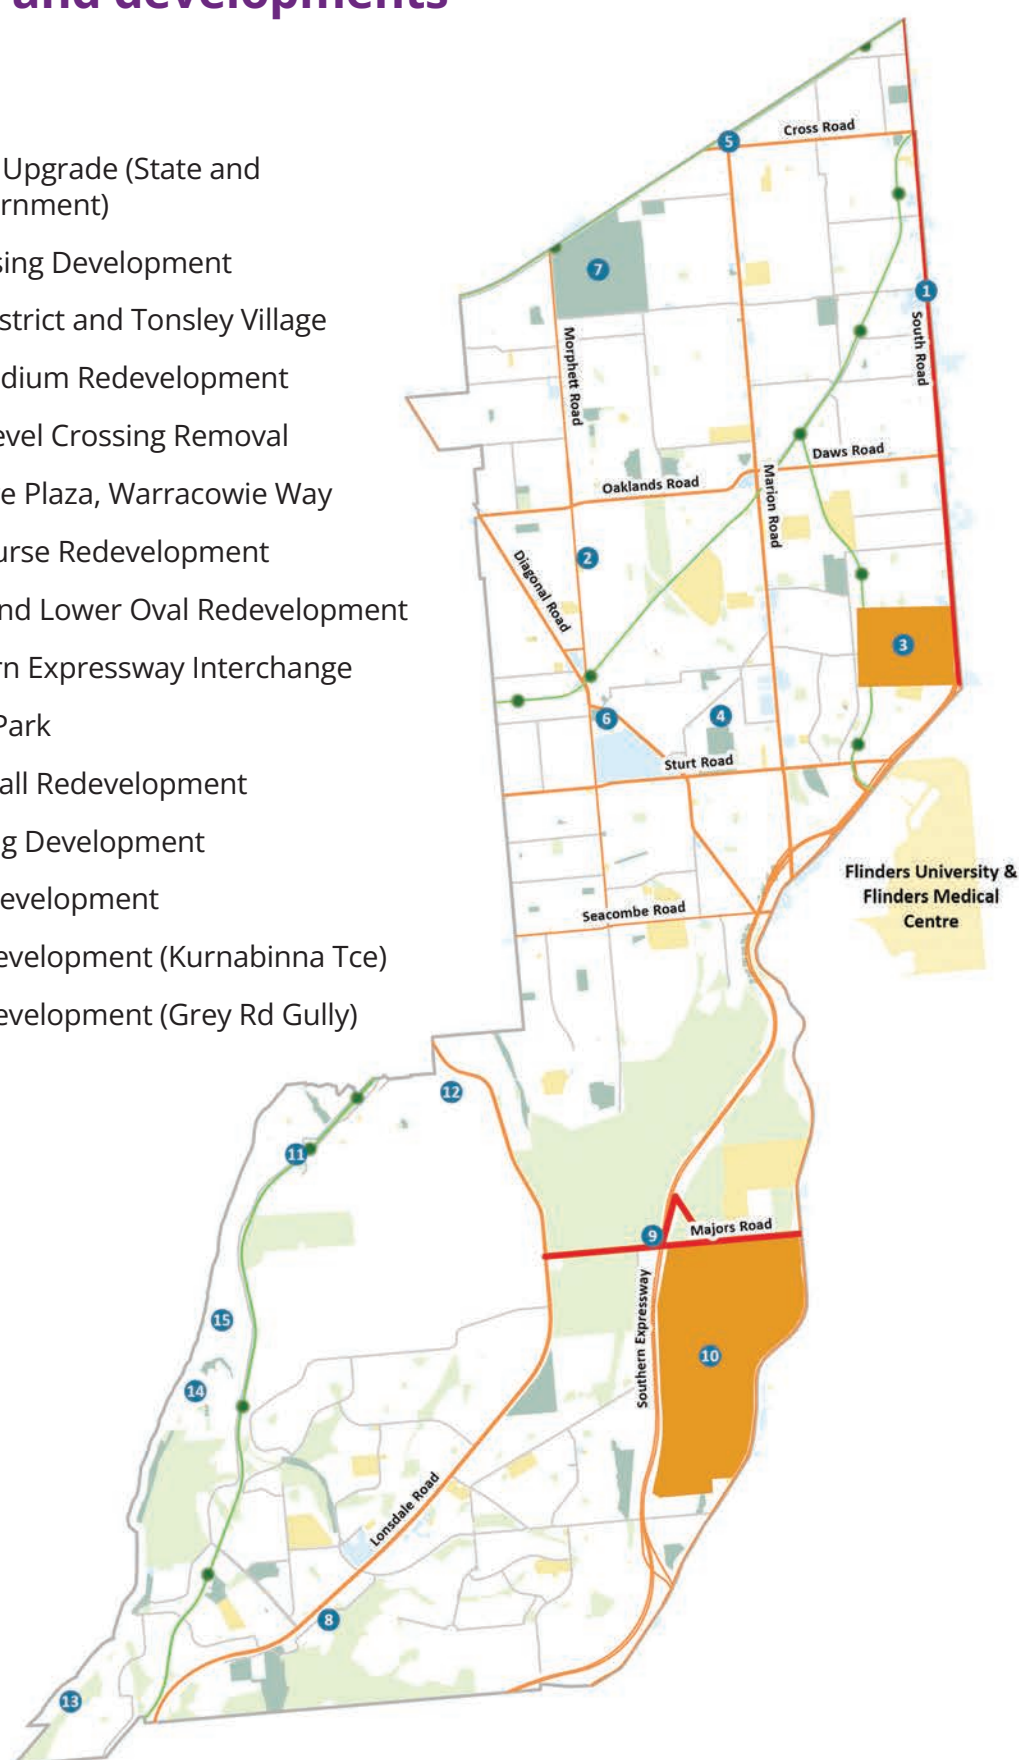 and developments
Upgrade (State and
ernment)
sing Development
strict and Tonsley Village
dium Redevelopment
evel Crossing Removal
e Plaza, Warracowie Way
urse Redevelopment
nd Lower Oval Redevelopment
rn Expressway Interchange
Park
all Redevelopment
g Development
evelopment
evelopment (Kurnabinna Tce)
evelopment (Grey Rd Gully)
Cross Road
5
7
1
South Road
Morphett Road
Daws Road
Oaklands Road
Marion Road
2
Diagonal Road
3
6
4
Sturt Road
Flinders University &
Flinders Medical
Centre
Seacombe Road
12
11
9
Majors Road
Southern Expressway
15
10
14
Lonsdale Road
8
13